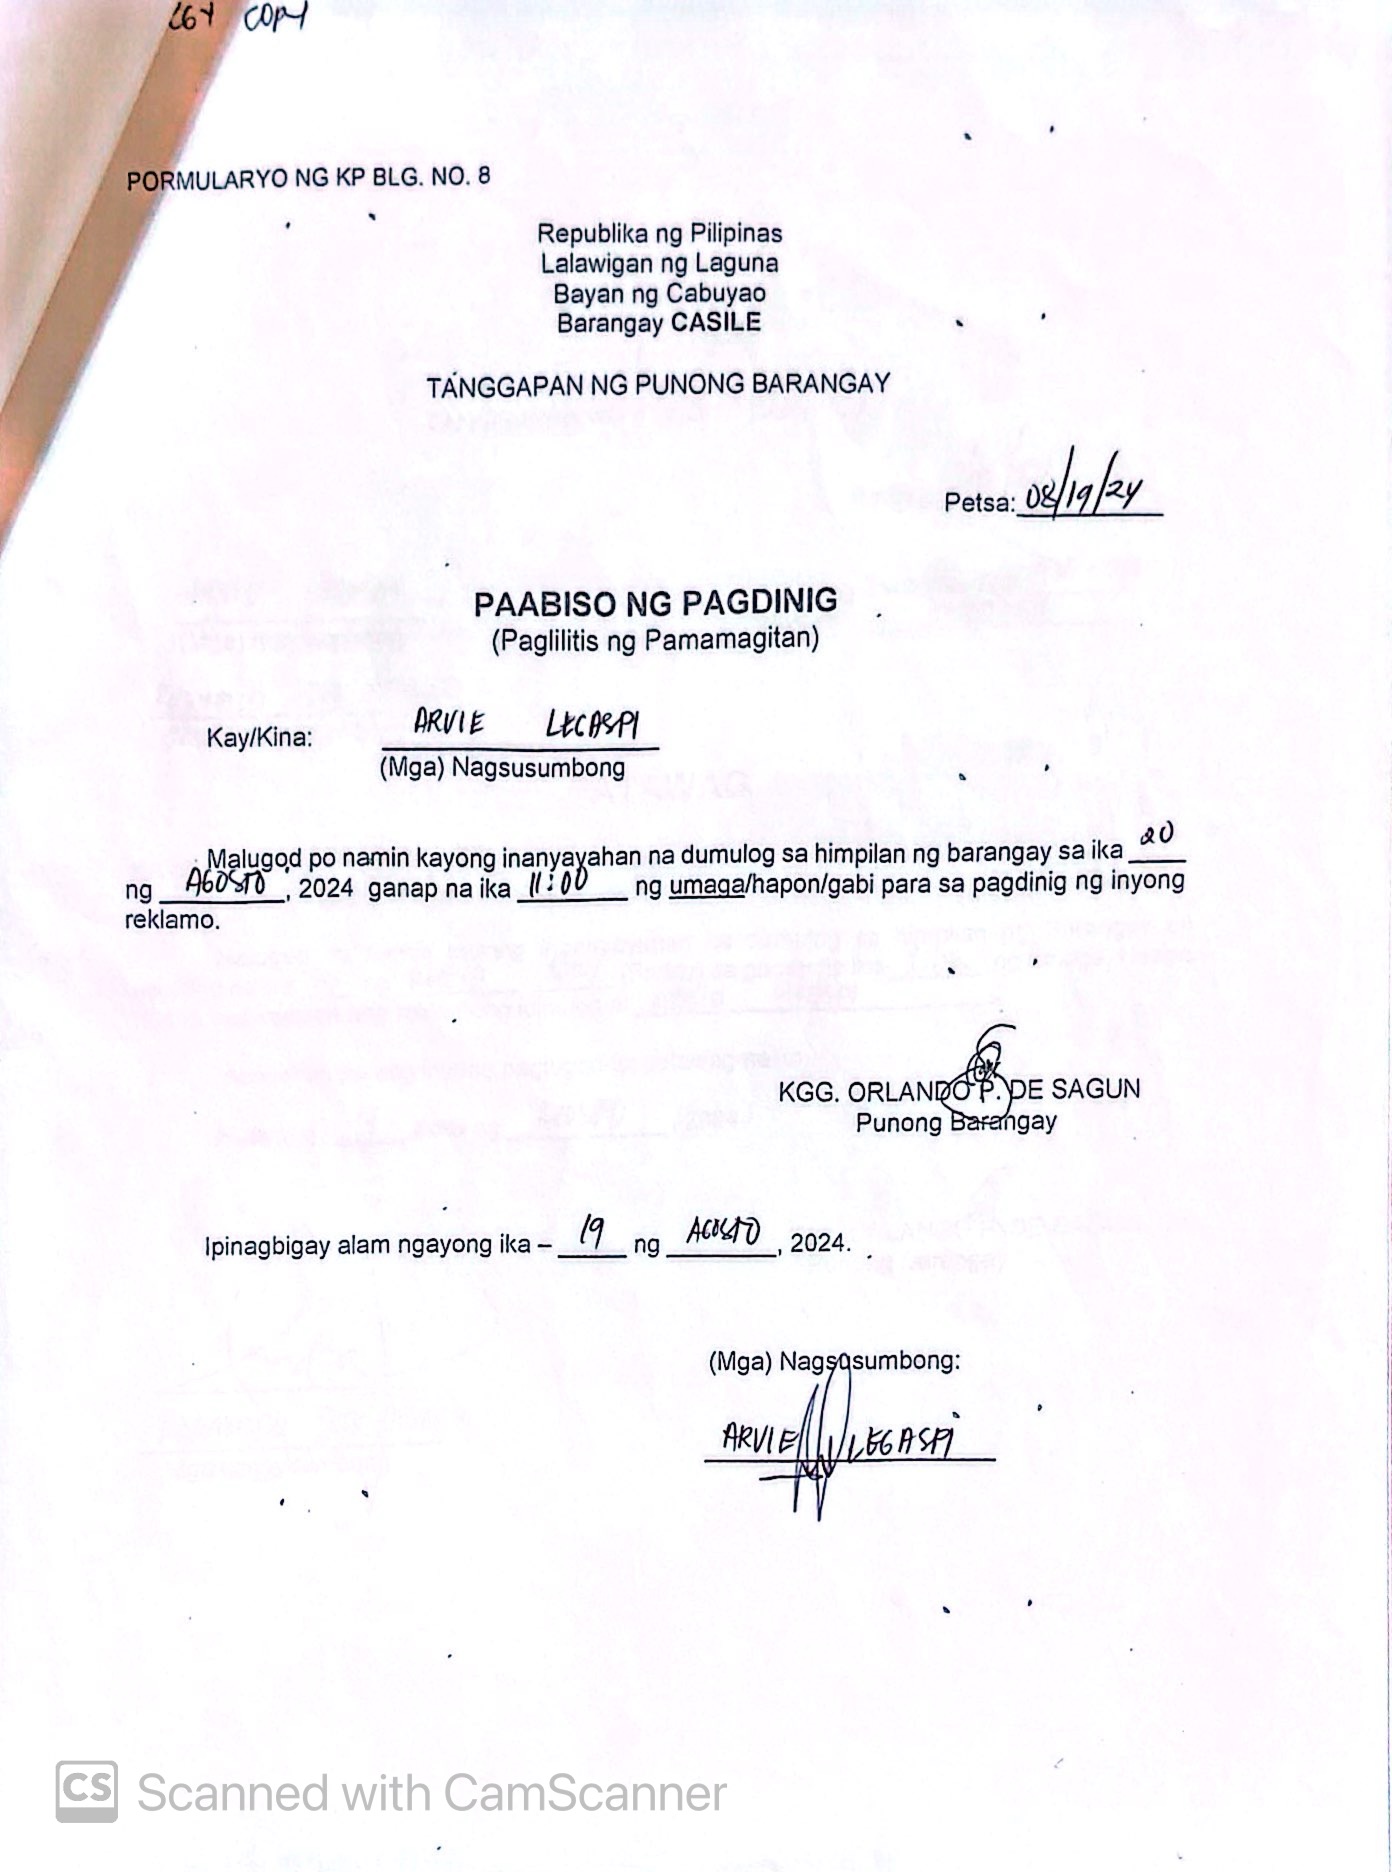 COPY
PORMULARYO NG KP BLG. NO. 8
Republika ng Pilipinas
Lalawigan ng Laguna
Bayan ng Cabuyao
Barangay CASILE
TANGGAPAN NG PUNONG BARANGAY
Petsa: 08/19/24
PAABISO NG PAGDINIG
(Paglilitis ng Pamamagitan)
Kay/Kina: ARVIE LEGASPI
(Mga) Nagsusumbong
Malugod po namin kayong inanyayahan na dumulog sa himpilan ng barangay sa ika 20
ng AGOSTO, 2024 ganap na ika 11:00 ng umaga/hapon/gabi para sa pagdinig ng inyong
reklamo.
KGG. ORLANDO P. DE SAGUN
Punong Barangay
Ipinagbigay alam ngayong ika – 19 ng AGOSTO, 2024.
(Mga) Nagsusumbong:
ARVIE LEGASPI
CS Scanned with CamScanner